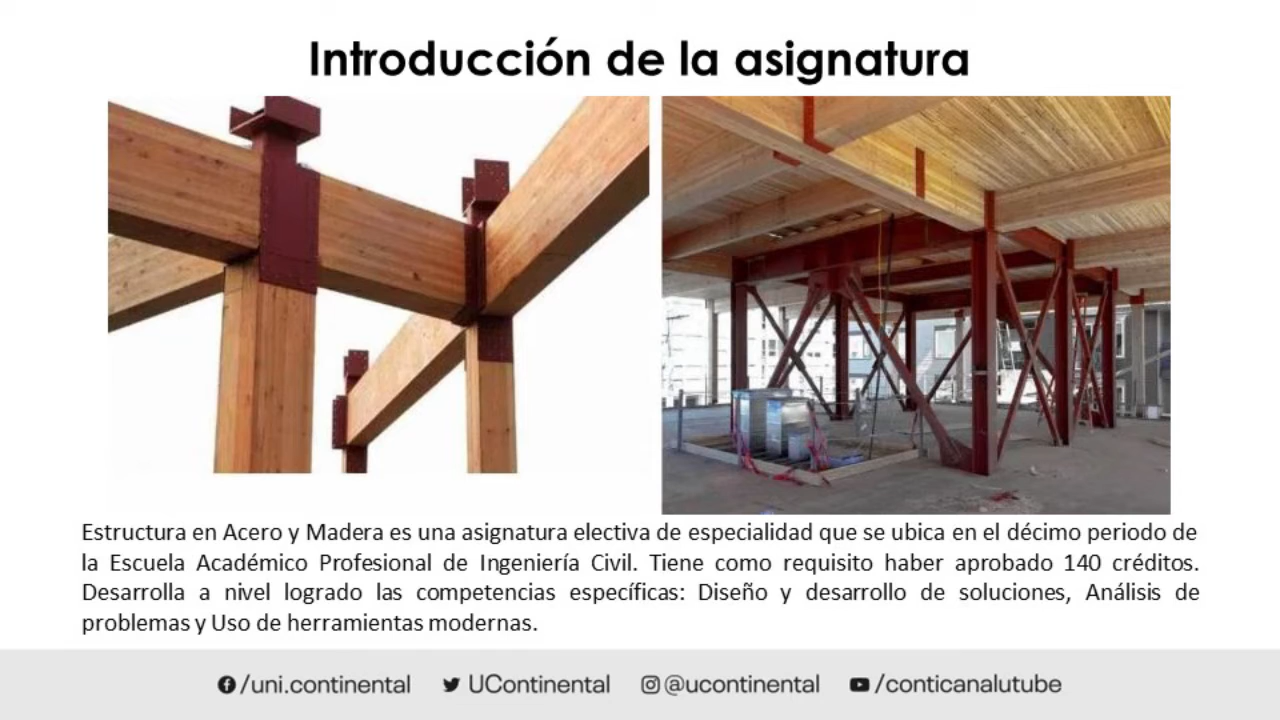 Introducción de la asignatura
Estructura en Acero y Madera es una asignatura electiva de especialidad que se ubica en el décimo periodo de
la Escuela Académico Profesional de Ingeniería Civil. Tiene como requisito haber aprobado 140 créditos.
Desarrolla a nivel logrado las competencias específicas: Diseño y desarrollo de soluciones, Análisis de
problemas y Uso de herramientas modernas.
/uni.continental UContinental @ucontinental /conticanalutube